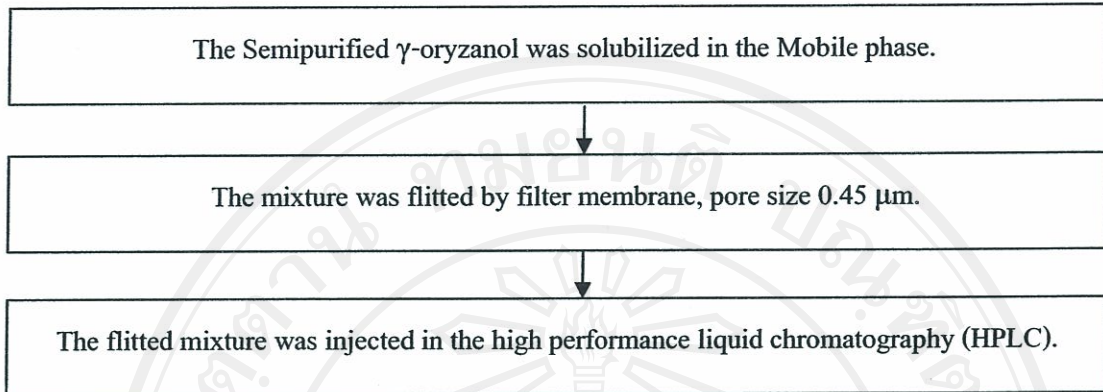 The Semipurified γ-oryzanol was solubilized in the Mobile phase.
The mixture was flitted by filter membrane, pore size 0.45 μm.
The flitted mixture was injected in the high performance liquid chromatography (HPLC).